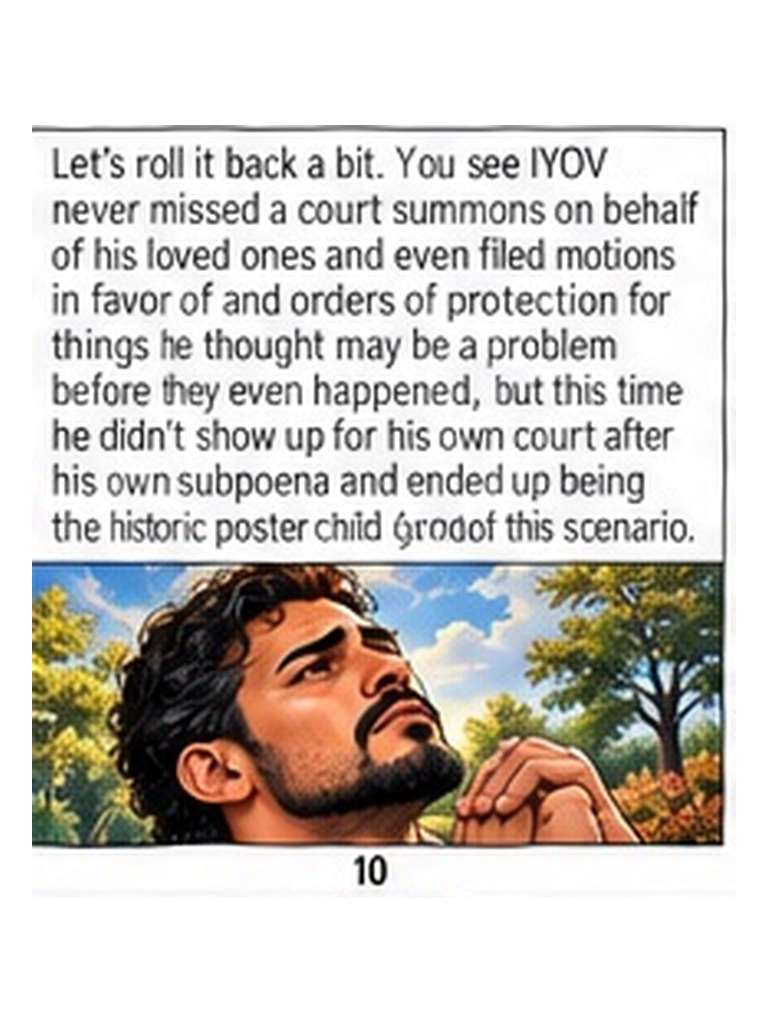 Let's roll it back a bit. You see IYOV
never missed a court summons on behalf
of his loved ones and even filed motions
in favor of and orders of protection for
things he thought may be a problem
before they even happened, but this time
he didn't show up for his own court after
his own subpoena and ended up being
the historic poster child of this scenario.
10